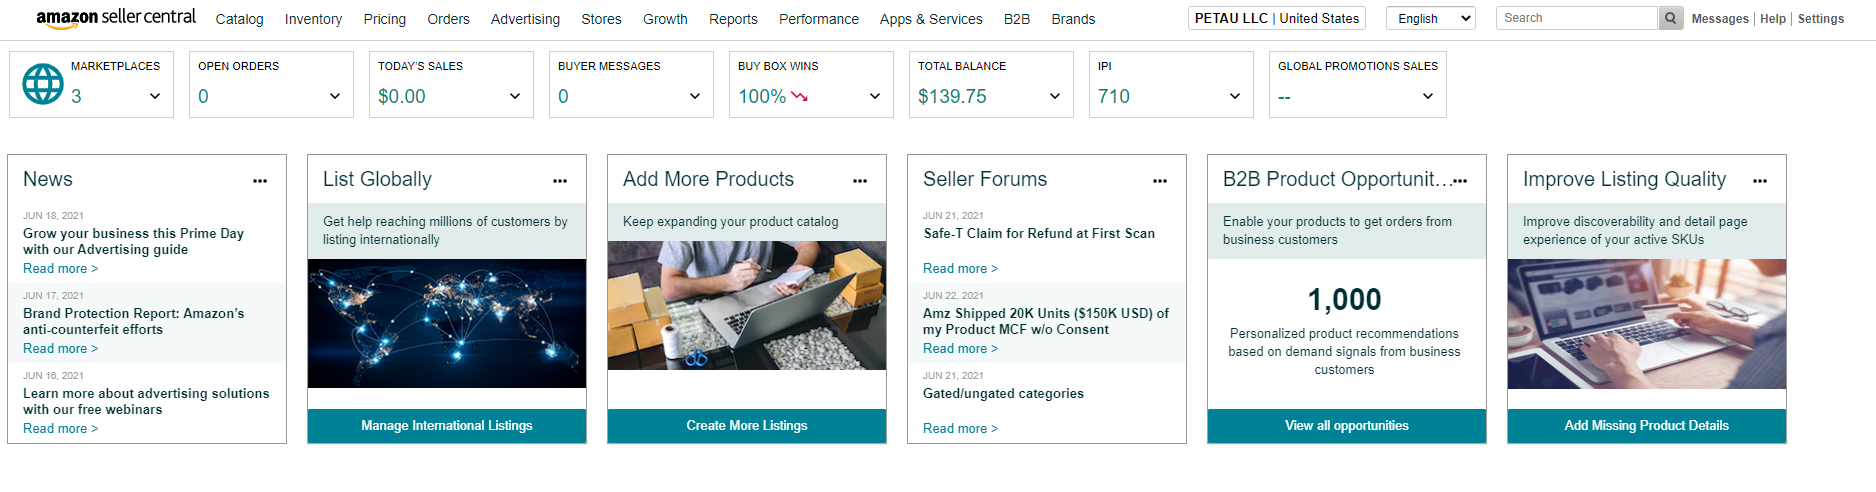 amazon seller central Catalog Inventory Pricing Orders Advertising Stores Growth Reports Performance Apps & Services B2B Brands PETAU LLC | United States English Search Messages | Help | Settings
MARKETPLACES
3
OPEN ORDERS
0
TODAY'S SALES
$0.00
BUYER MESSAGES
0
BUY BOX WINS
100%
TOTAL BALANCE
$139.75
IPI
710
GLOBAL PROMOTIONS SALES
--
News
JUN 18, 2021
Grow your business this Prime Day
with our Advertising guide
Read more >
JUN 17, 2021
Brand Protection Report: Amazon's
anti-counterfeit efforts
Read more >
JUN 16, 2021
Learn more about advertising solutions
with our free webinars
Read more >
List Globally
Get help reaching millions of customers by
listing internationally
Manage International Listings
Add More Products
Keep expanding your product catalog
Create More Listings
Seller Forums
JUN 21, 2021
Safe-T Claim for Refund at First Scan
Read more >
JUN 22, 2021
Amz Shipped 20K Units ($150K USD) of
my Product MCF w/o Consent
Read more >
JUN 21, 2021
Gated/ungated categories
Read more >
B2B Product Opportunit...
Enable your products to get orders from
business customers
1,000
Personalized product recommendations
based on demand signals from business
customers
View all opportunities
Improve Listing Quality
Improve discoverability and detail page
experience of your active SKUs
Add Missing Product Details